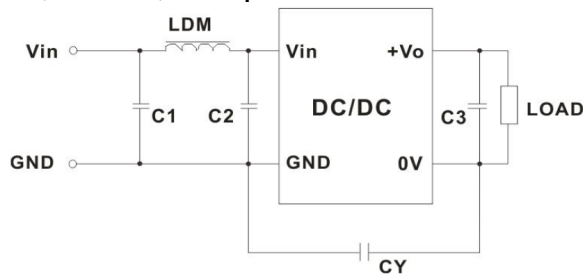 LDM
Vin
Vin
+Vo
C1
C2
DC/DC
C3
LOAD
GND
GND
0V
CY